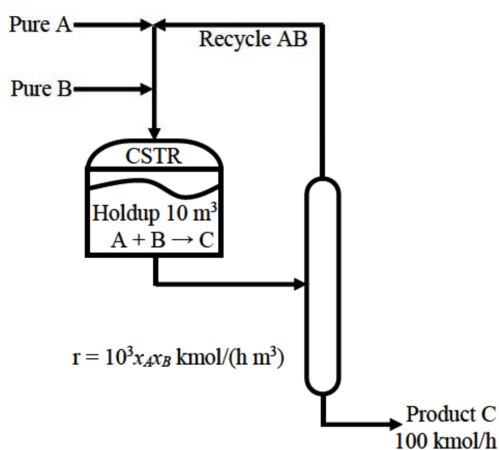 Pure A
Recycle AB
Pure B
CSTR
Holdup 10 m³
A + B → C
r = 10³x_Ax_B kmol/(h m³)
Product C
100 kmol/h